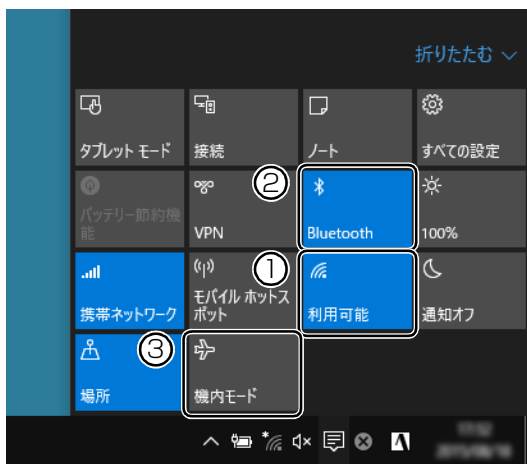 折りたたむ
タブレット モード
接続
ノート
すべての設定
バッテリー節約機
能
VPN
②
Bluetooth
100%
携帯ネットワーク
モバイル ホットス
ポット
①
利用可能
通知オフ
場所
③
機内モード